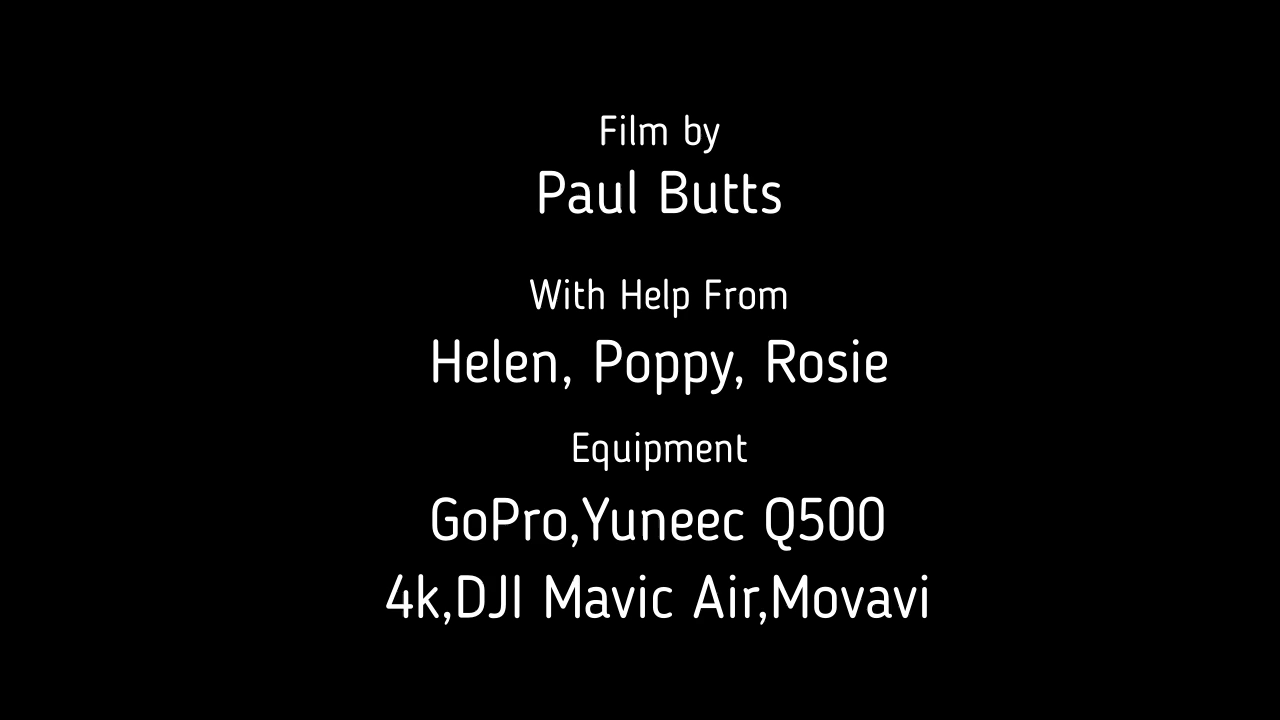 Film by
Paul Butts
With Help From
Helen, Poppy, Rosie
Equipment
GoPro,Yuneec Q500
4k,DJI Mavic Air,Movavi